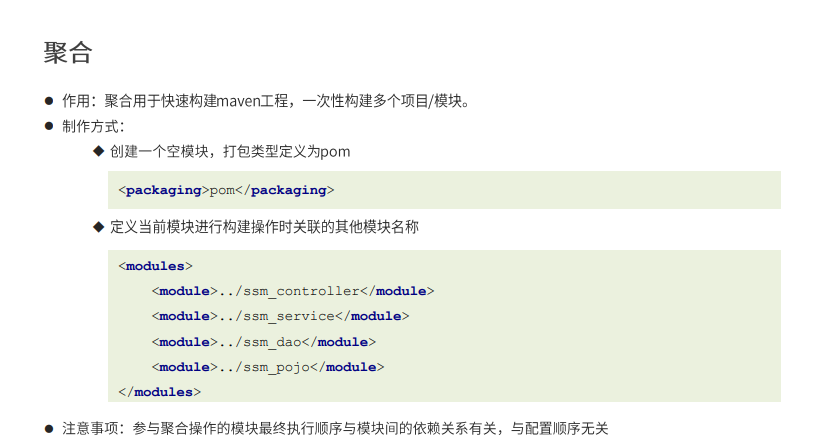 聚合
● 作用：聚合用于快速构建maven工程，一次性构建多个项目/模块。
● 制作方式：
◆ 创建一个空模块，打包类型定义为pom
<packaging>pom</packaging>
◆ 定义当前模块进行构建操作时关联的其他模块名称
<modules>
    <module>../ssm_controller</module>
    <module>../ssm_service</module>
    <module>../ssm_dao</module>
    <module>../ssm_pojo</module>
</modules>
● 注意事项：参与聚合操作的模块最终执行顺序与模块间的依赖关系有关，与配置顺序无关